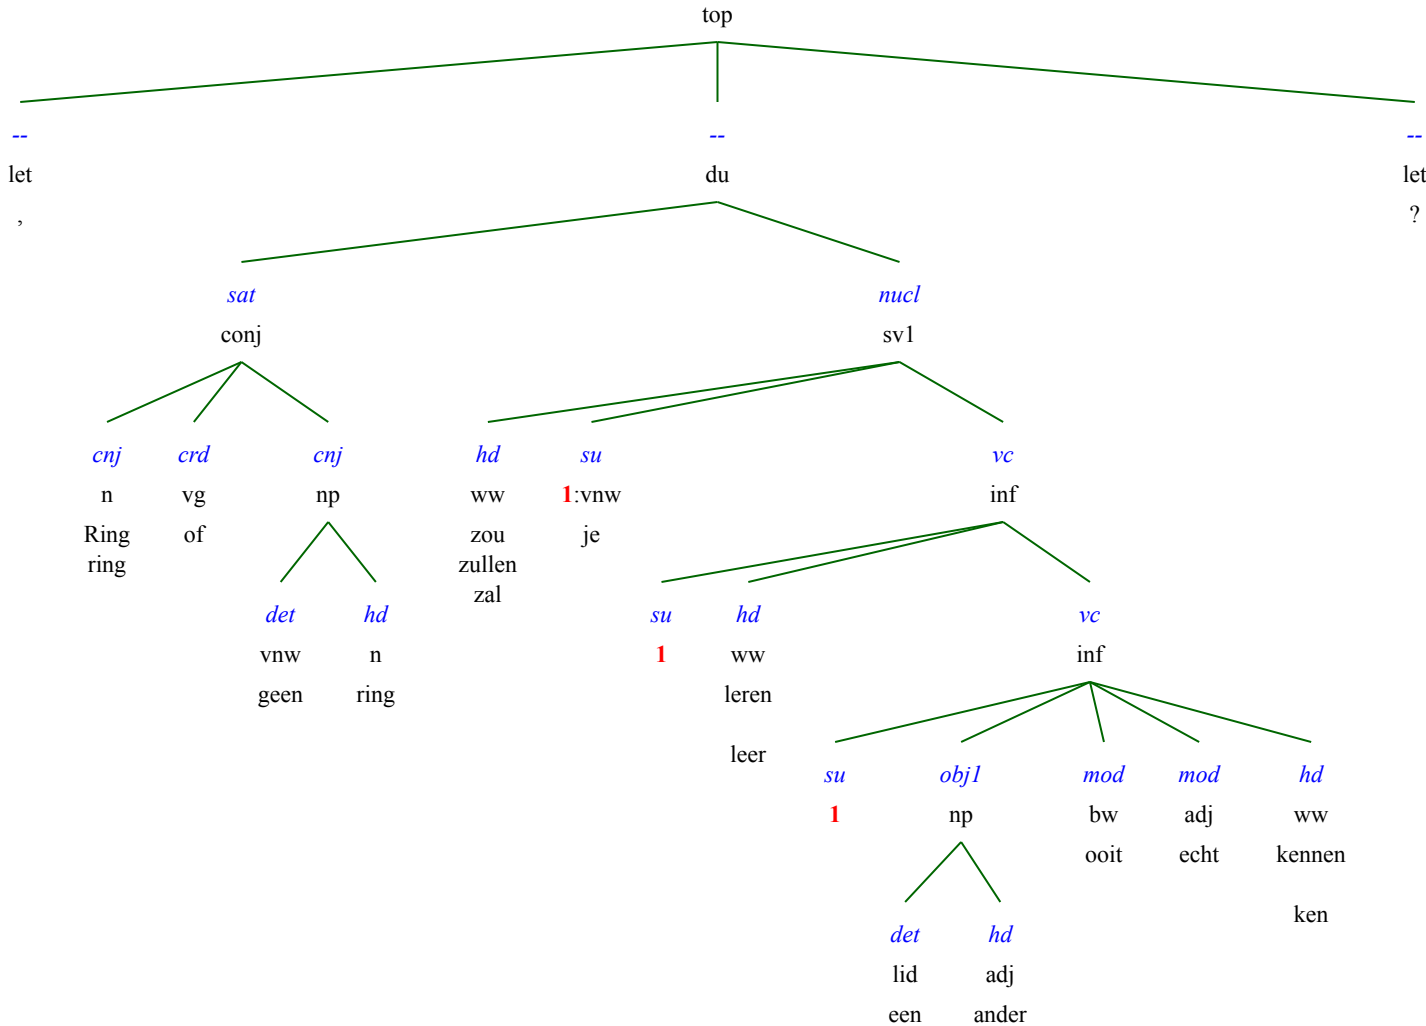 top
-- -- --
let du let
, ?
sat nucl
conj sv1
cnj crd cnj hd su vc
n vg np ww 1:vnw inf
Ring of zou je
ring zullen
zal
det hd su hd vc
vnw n 1 ww inf
geen ring leren
leer
su obj1 mod mod hd
1 np bw adj ww
ooit echt kennen
ken
det hd
lid adj
een ander